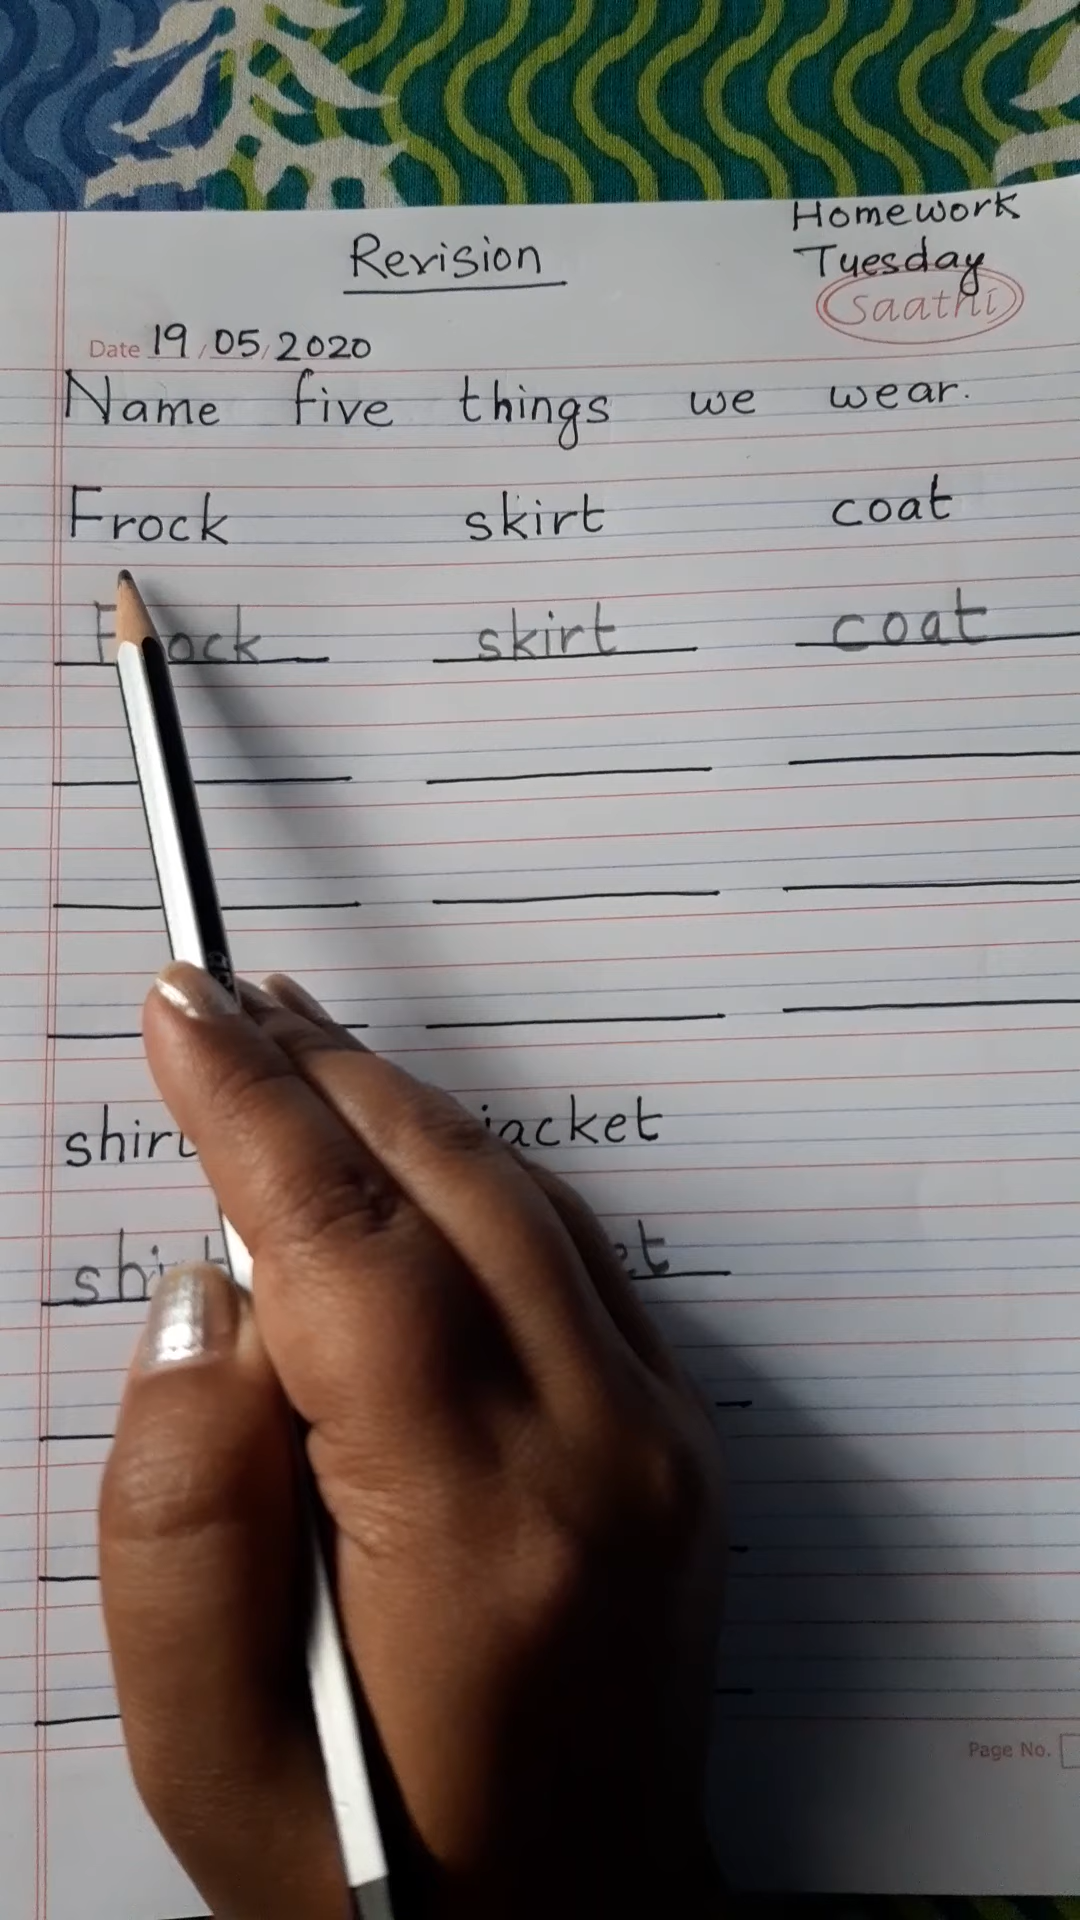 Homework
Revision
Tuesday
saathi
Date 19/05/2020
Name five things we wear.
Frock skirt coat
Frock skirt coat
jacket
Page No.